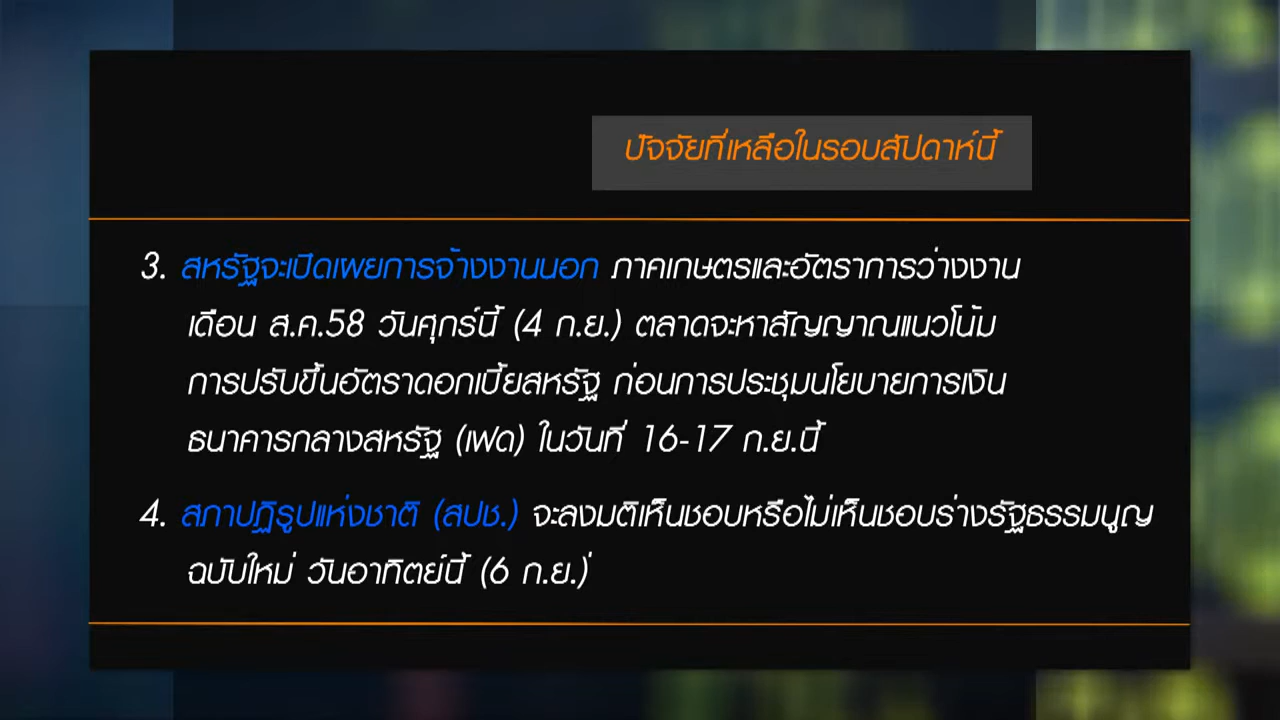 ปัจจัยที่เหลือในรอบสัปดาห์นี้
3. สหรัฐจะเปิดเผยการจ้างงานนอก ภาคเกษตรและอัตราการว่างงาน
เดือน ส.ค.58 วันศุกร์นี้ (4 ก.ย.) ตลาดจะหาสัญญาณแนวโน้ม
การปรับขึ้นอัตราดอกเบี้ยสหรัฐ ก่อนการประชุมนโยบายการเงิน
ธนาคารกลางสหรัฐ (เฟด) ในวันที่ 16-17 ก.ย.นี้
4. สภาปฏิรูปแห่งชาติ (สปช.) จะลงมติเห็นชอบหรือไม่เห็นชอบร่างรัฐธรรมนูญ
ฉบับใหม่ วันอาทิตย์นี้ (6 ก.ย.)่